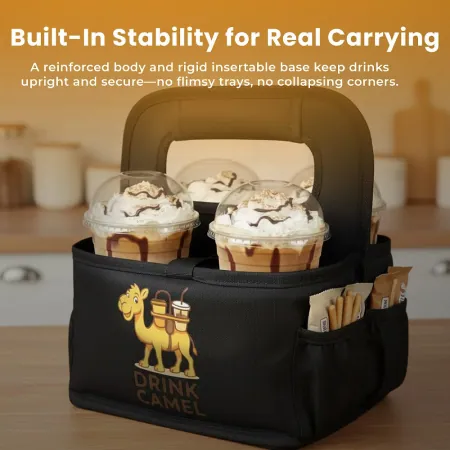 Built-In Stability for Real Carrying
A reinforced body and rigid insertable base keep drinks
upright and secure—no flimsy trays, no collapsing corners.
DRINK
CAMEL